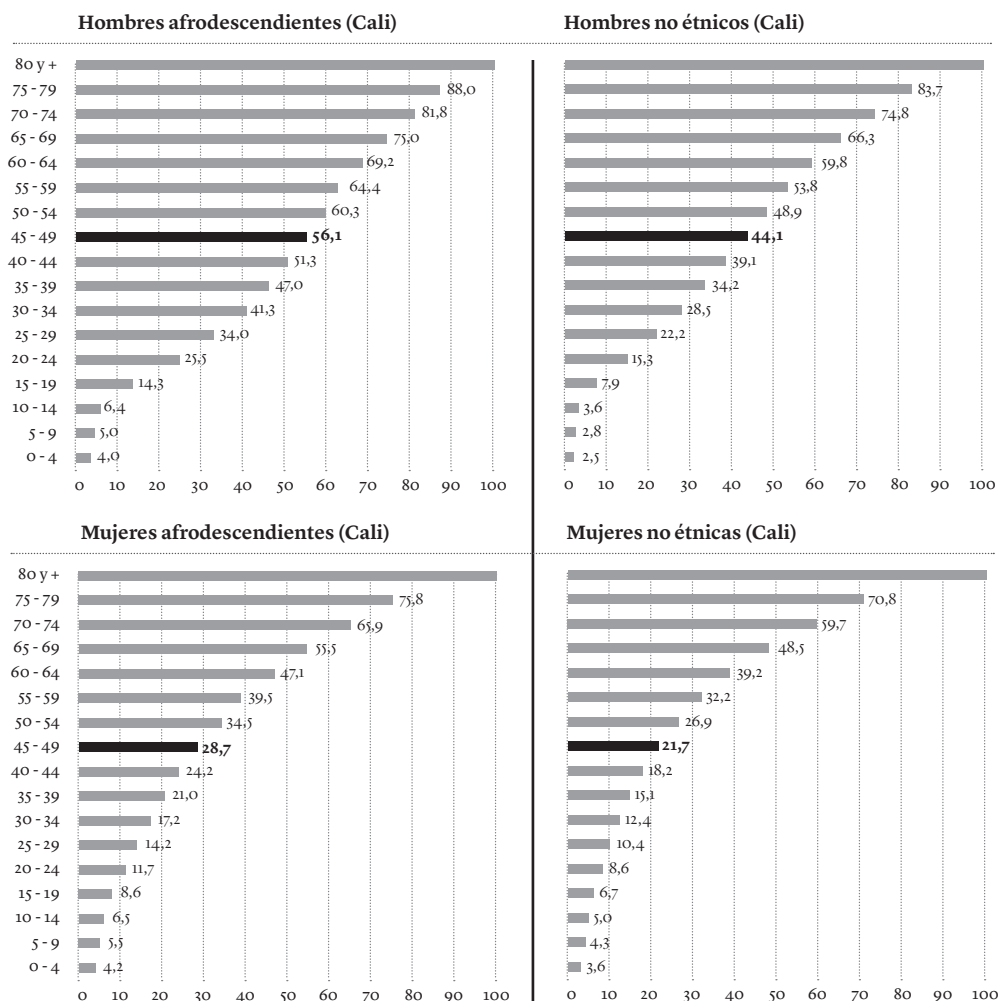 Hombres afrodescendientes (Cali)
80 y +
75 - 79 88,0
70 - 74 81,8
65 - 69 75,0
60 - 64 69,2
55 - 59 64,4
50 - 54 60,3
45 - 49 56,1
40 - 44 51,3
35 - 39 47,0
30 - 34 41,3
25 - 29 34,0
20 - 24 25,5
15 - 19 14,3
10 - 14 6,4
5 - 9 5,0
0 - 4 4,0
0 10 20 30 40 50 60 70 80 90 100
Hombres no étnicos (Cali)
83,7
74,8
66,3
59,8
53,8
48,9
44,1
39,1
34,2
28,5
22,2
15,3
7,9
3,6
2,8
2,5
0 10 20 30 40 50 60 70 80 90 100
Mujeres afrodescendientes (Cali)
80 y +
75 - 79 75,8
70 - 74 65,9
65 - 69 55,5
60 - 64 47,1
55 - 59 39,5
50 - 54 34,5
45 - 49 28,7
40 - 44 24,2
35 - 39 21,0
30 - 34 17,2
25 - 29 14,2
20 - 24 11,7
15 - 19 8,6
10 - 14 6,5
5 - 9 5,5
0 - 4 4,2
0 10 20 30 40 50 60 70 80 90 100
Mujeres no étnicas (Cali)
70,8
59,7
48,5
39,2
32,2
26,9
21,7
18,2
15,1
12,4
10,4
8,6
6,7
5,0
4,3
3,6
0 10 20 30 40 50 60 70 80 90 100